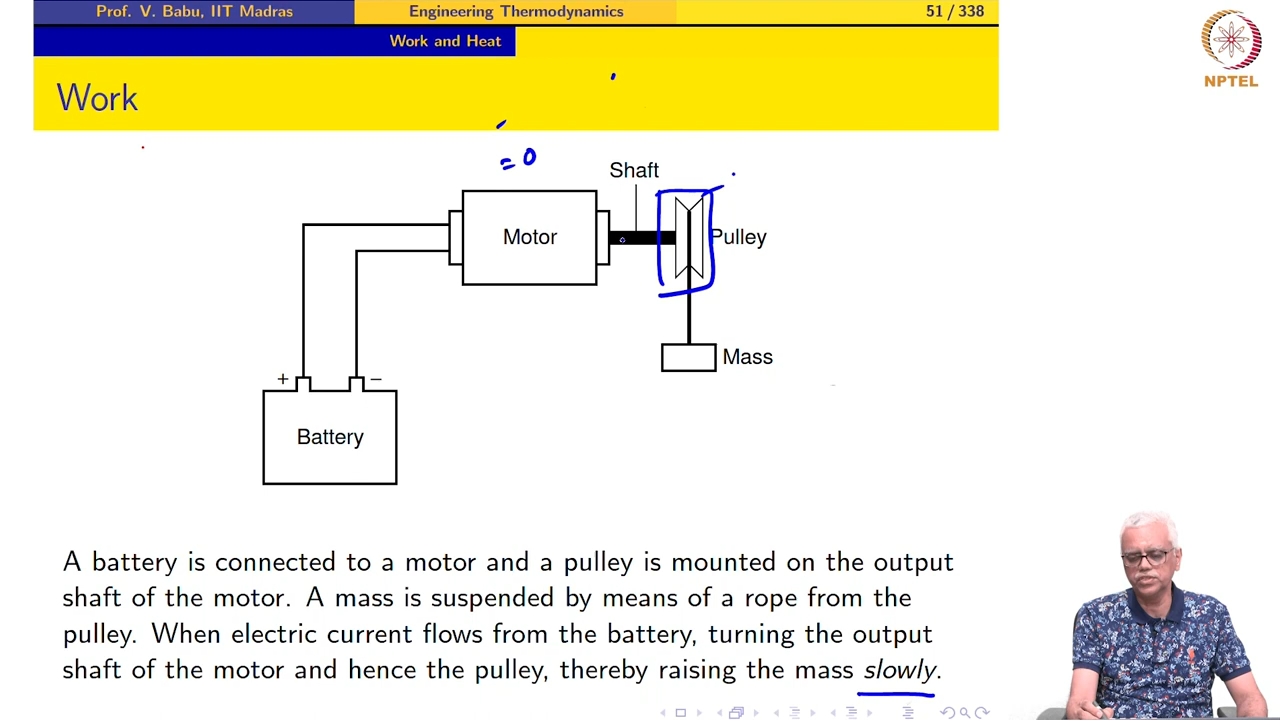 Prof. V. Babu, IIT Madras Engineering Thermodynamics 51 / 338
Work and Heat
NPTEL
Work
= 0
Shaft
Motor
Pulley
Mass
+ −
Battery
A battery is connected to a motor and a pulley is mounted on the output
shaft of the motor. A mass is suspended by means of a rope from the
pulley. When electric current flows from the battery, turning the output
shaft of the motor and hence the pulley, thereby raising the mass slowly.